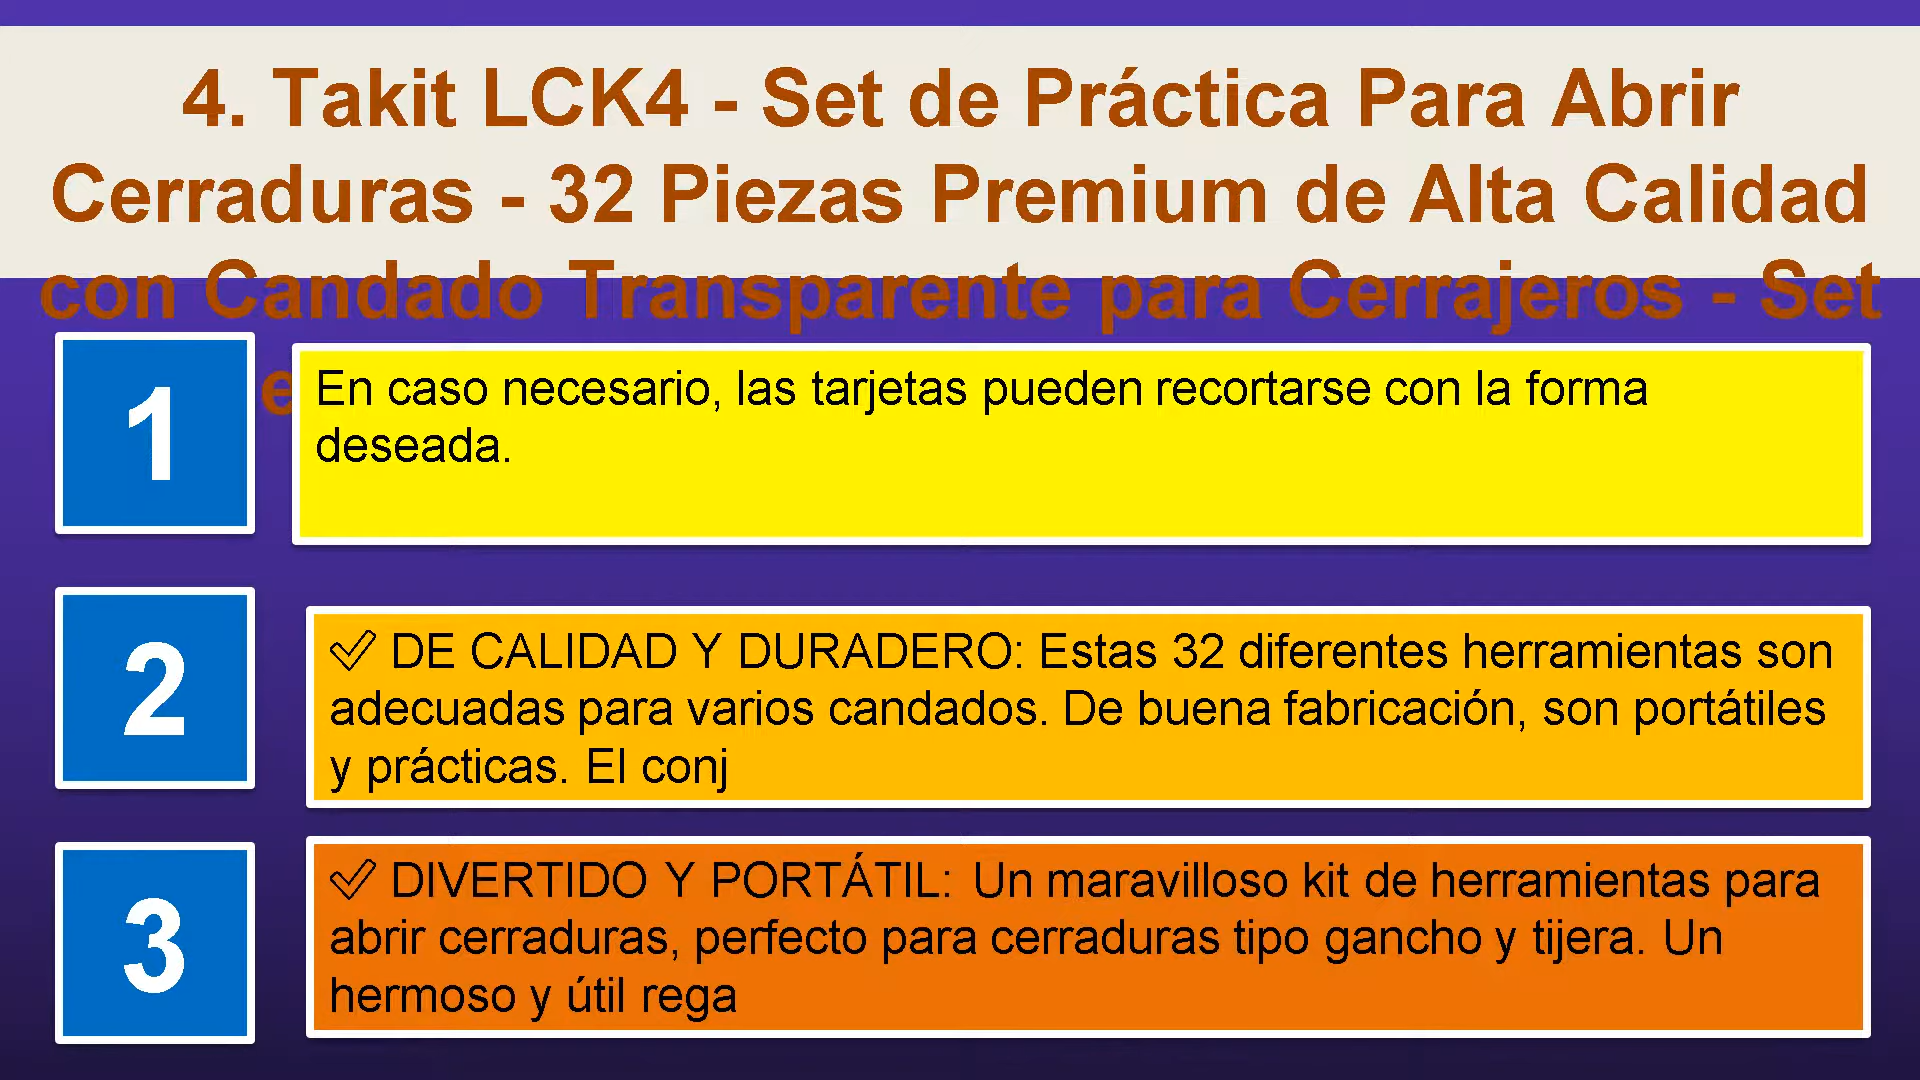 4. Takit LCK4 - Set de Práctica Para Abrir
Cerraduras - 32 Piezas Premium de Alta Calidad
con Candado Transparente para Cerrajeros - Set
1
En caso necesario, las tarjetas pueden recortarse con la forma
deseada.
2
✅ DE CALIDAD Y DURADERO: Estas 32 diferentes herramientas son
adecuadas para varios candados. De buena fabricación, son portátiles
y prácticas. El conj
3
✅ DIVERTIDO Y PORTÁTIL: Un maravilloso kit de herramientas para
abrir cerraduras, perfecto para cerraduras tipo gancho y tijera. Un
hermoso y útil rega